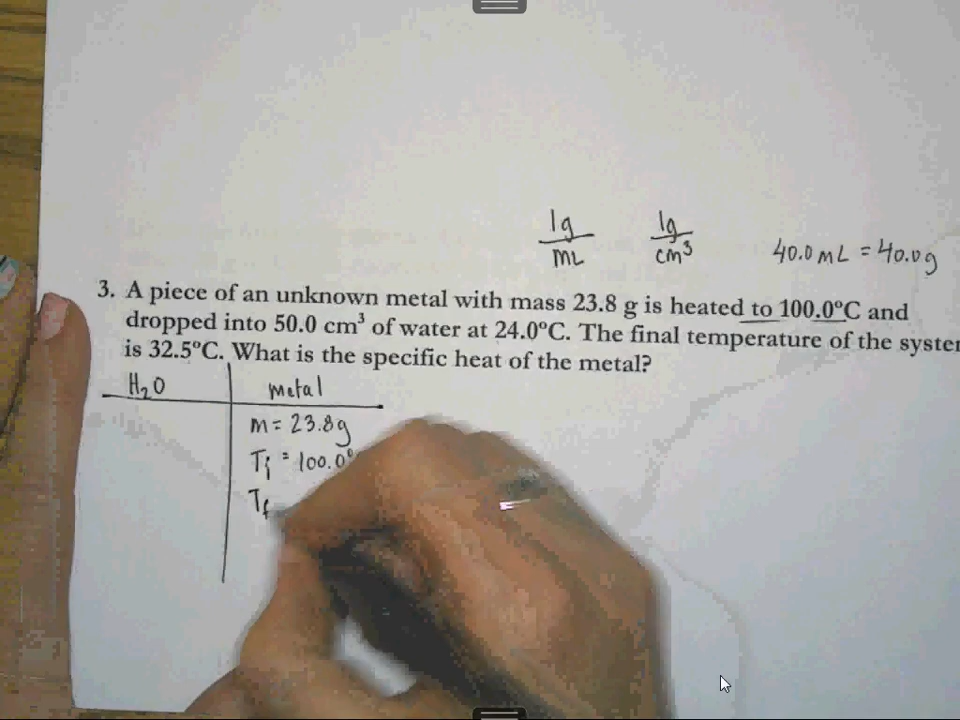 1g 1g
mL cm³ 40.0 mL = 40.0g
3. A piece of an unknown metal with mass 23.8 g is heated to 100.0°C and
dropped into 50.0 cm³ of water at 24.0°C. The final temperature of the
is 32.5°C. What is the specific heat of the metal?
H₂O metal
m = 23.8g
Tᵢ = 100.0°
T_f